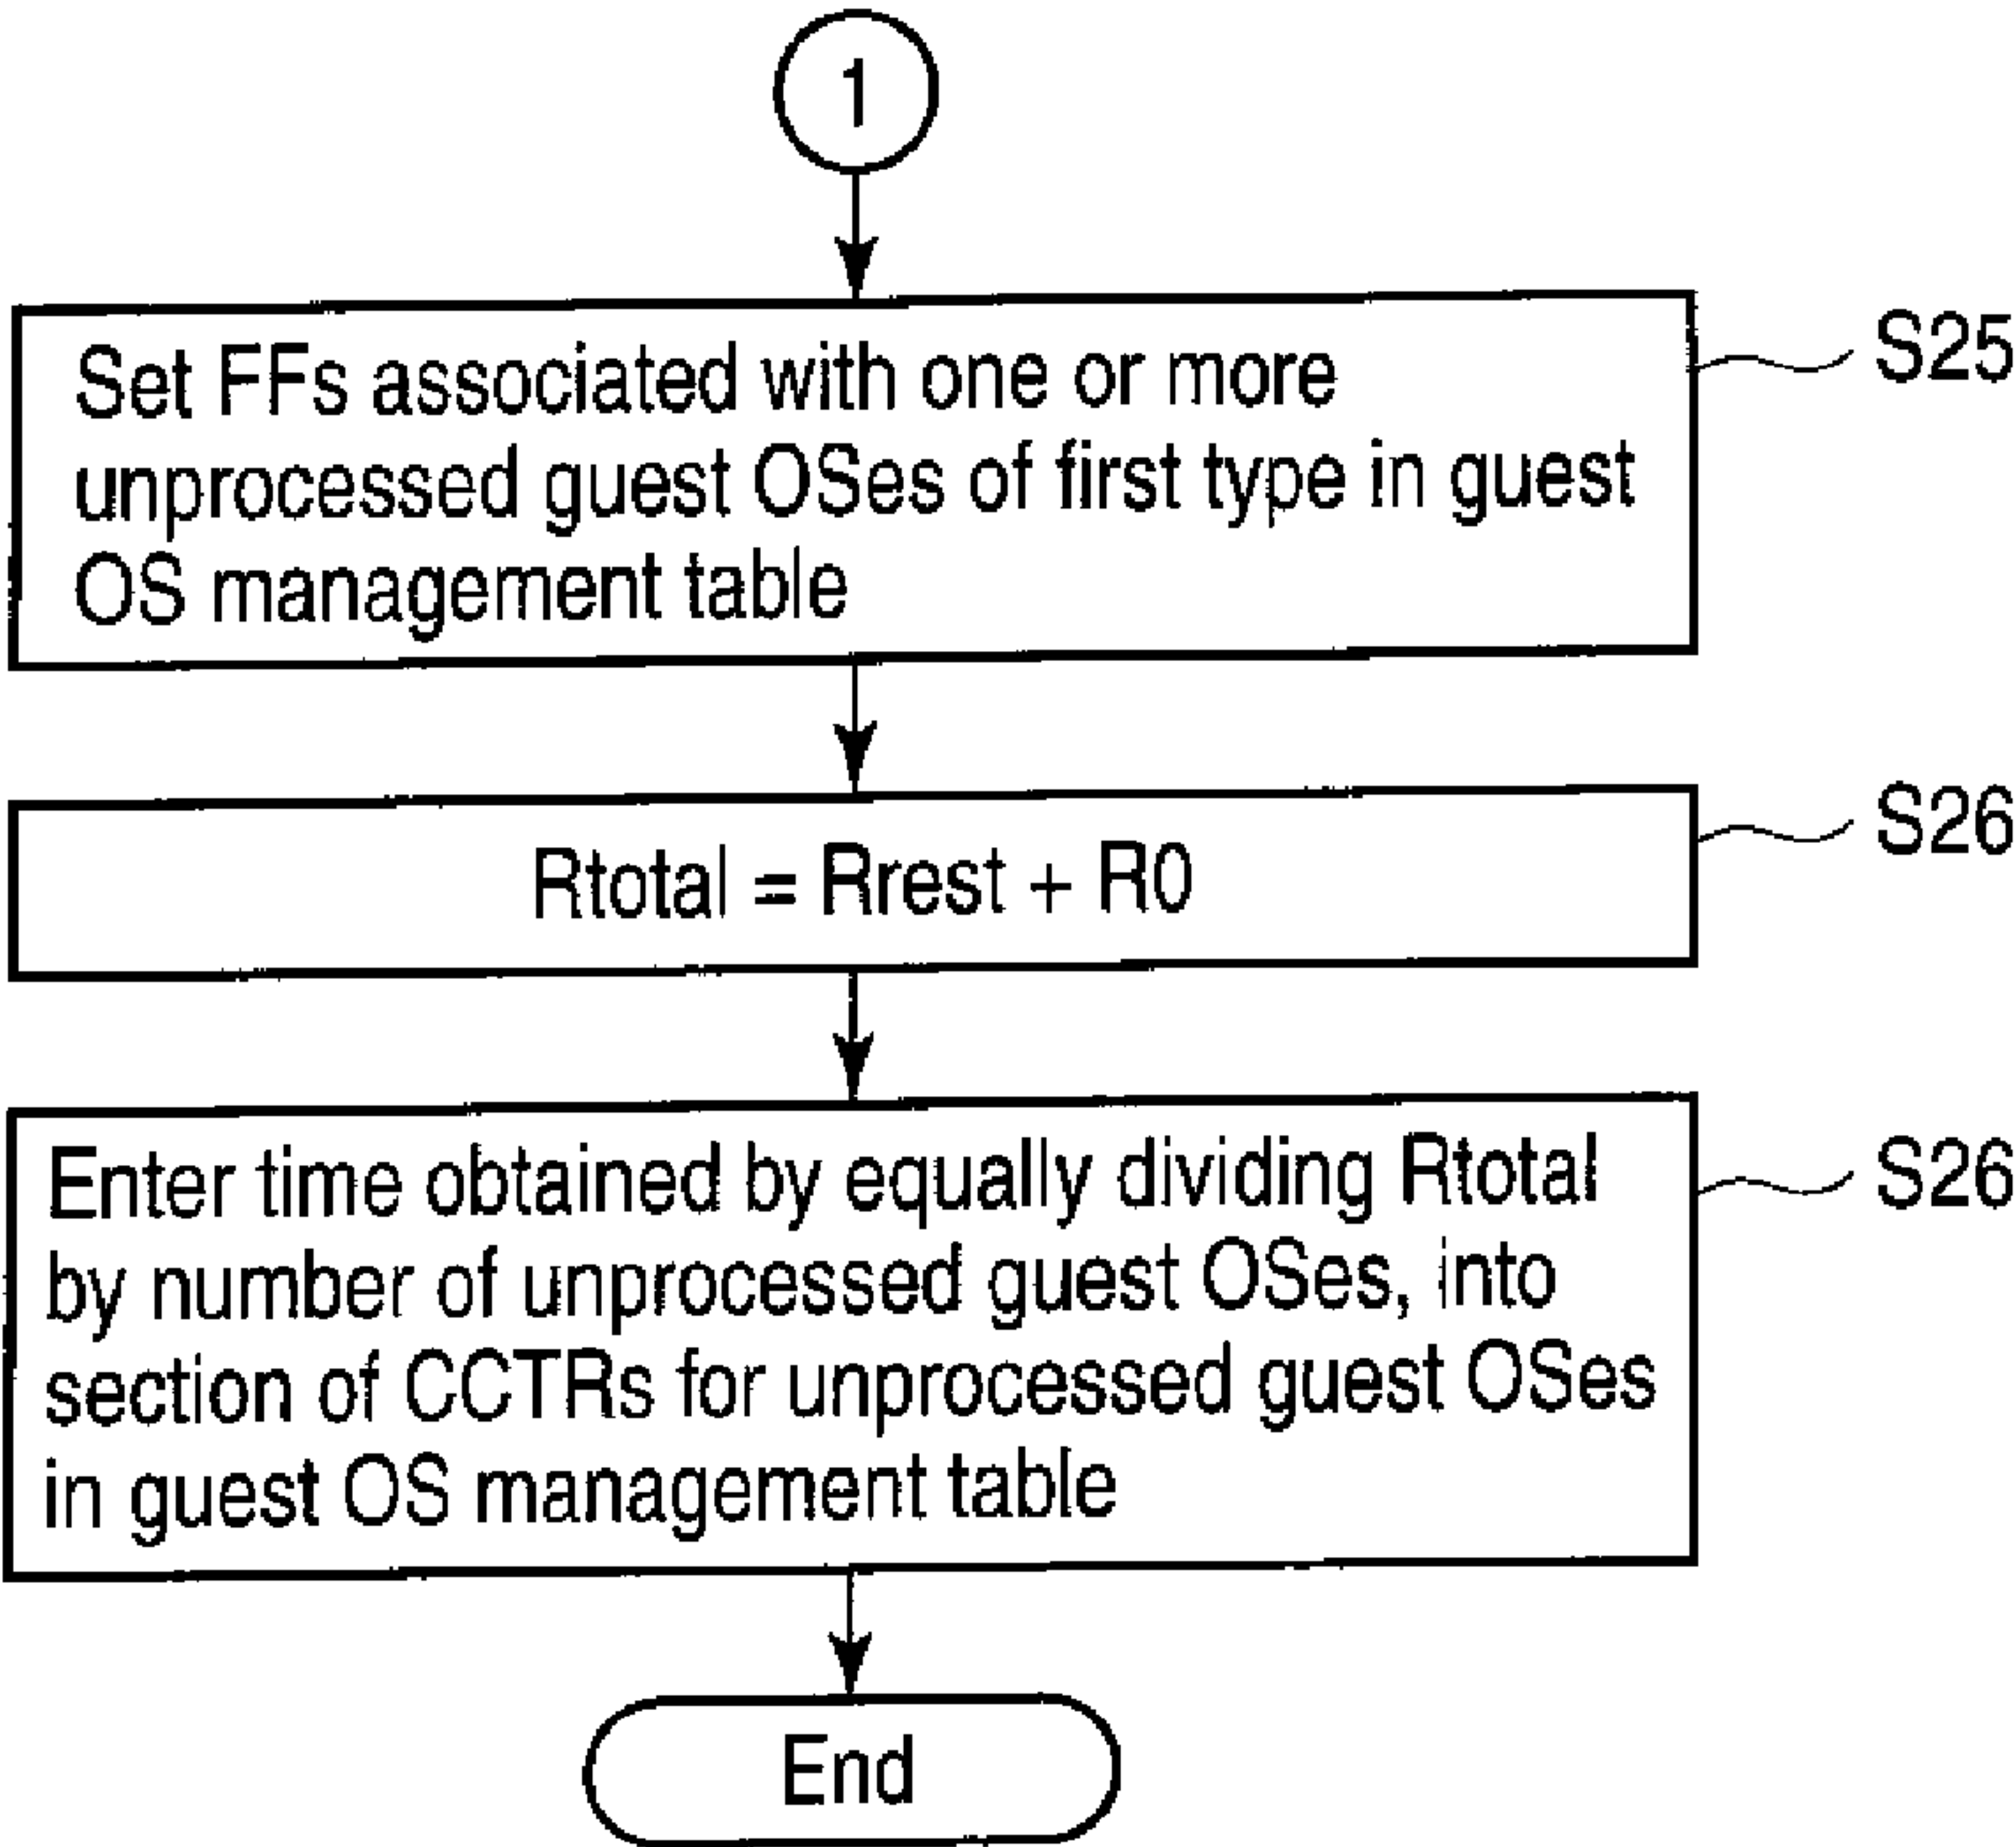 1
Set FFs associated with one or more
unprocessed guest OSes of first type in guest
OS management table
S25
Rtotal = Rrest + R0
S26
Enter time obtained by equally dividing Rtotal
by number of unprocessed guest OSes, into
section of CCTRs for unprocessed guest OSes
in guest OS management table
S26
End